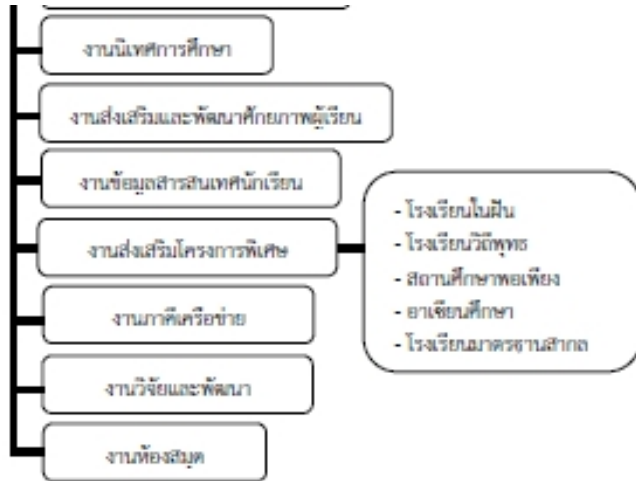 งานนิเทศการศึกษา
งานส่งเสริมและพัฒนาศักยภาพผู้เรียน
งานข้อมูลสารสนเทศนักเรียน
งานส่งเสริมโครงการพิเศษ
- โรงเรียนในฝัน
- โรงเรียนวิถีพุทธ
- สถานศึกษาพอเพียง
- อาเซียนศึกษา
- โรงเรียนมาตรฐานสากล
งานภาคีเครือข่าย
งานวิจัยและพัฒนา
งานห้องสมุด